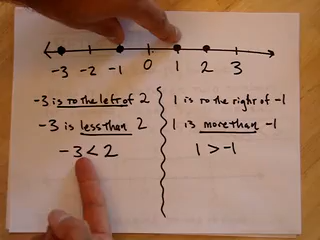 -3 -2 -1 0 1 2 3
-3 is to the left of 2
-3 is less than 2
-3 < 2
1 is to the right of -1
1 is more than -1
1 > -1